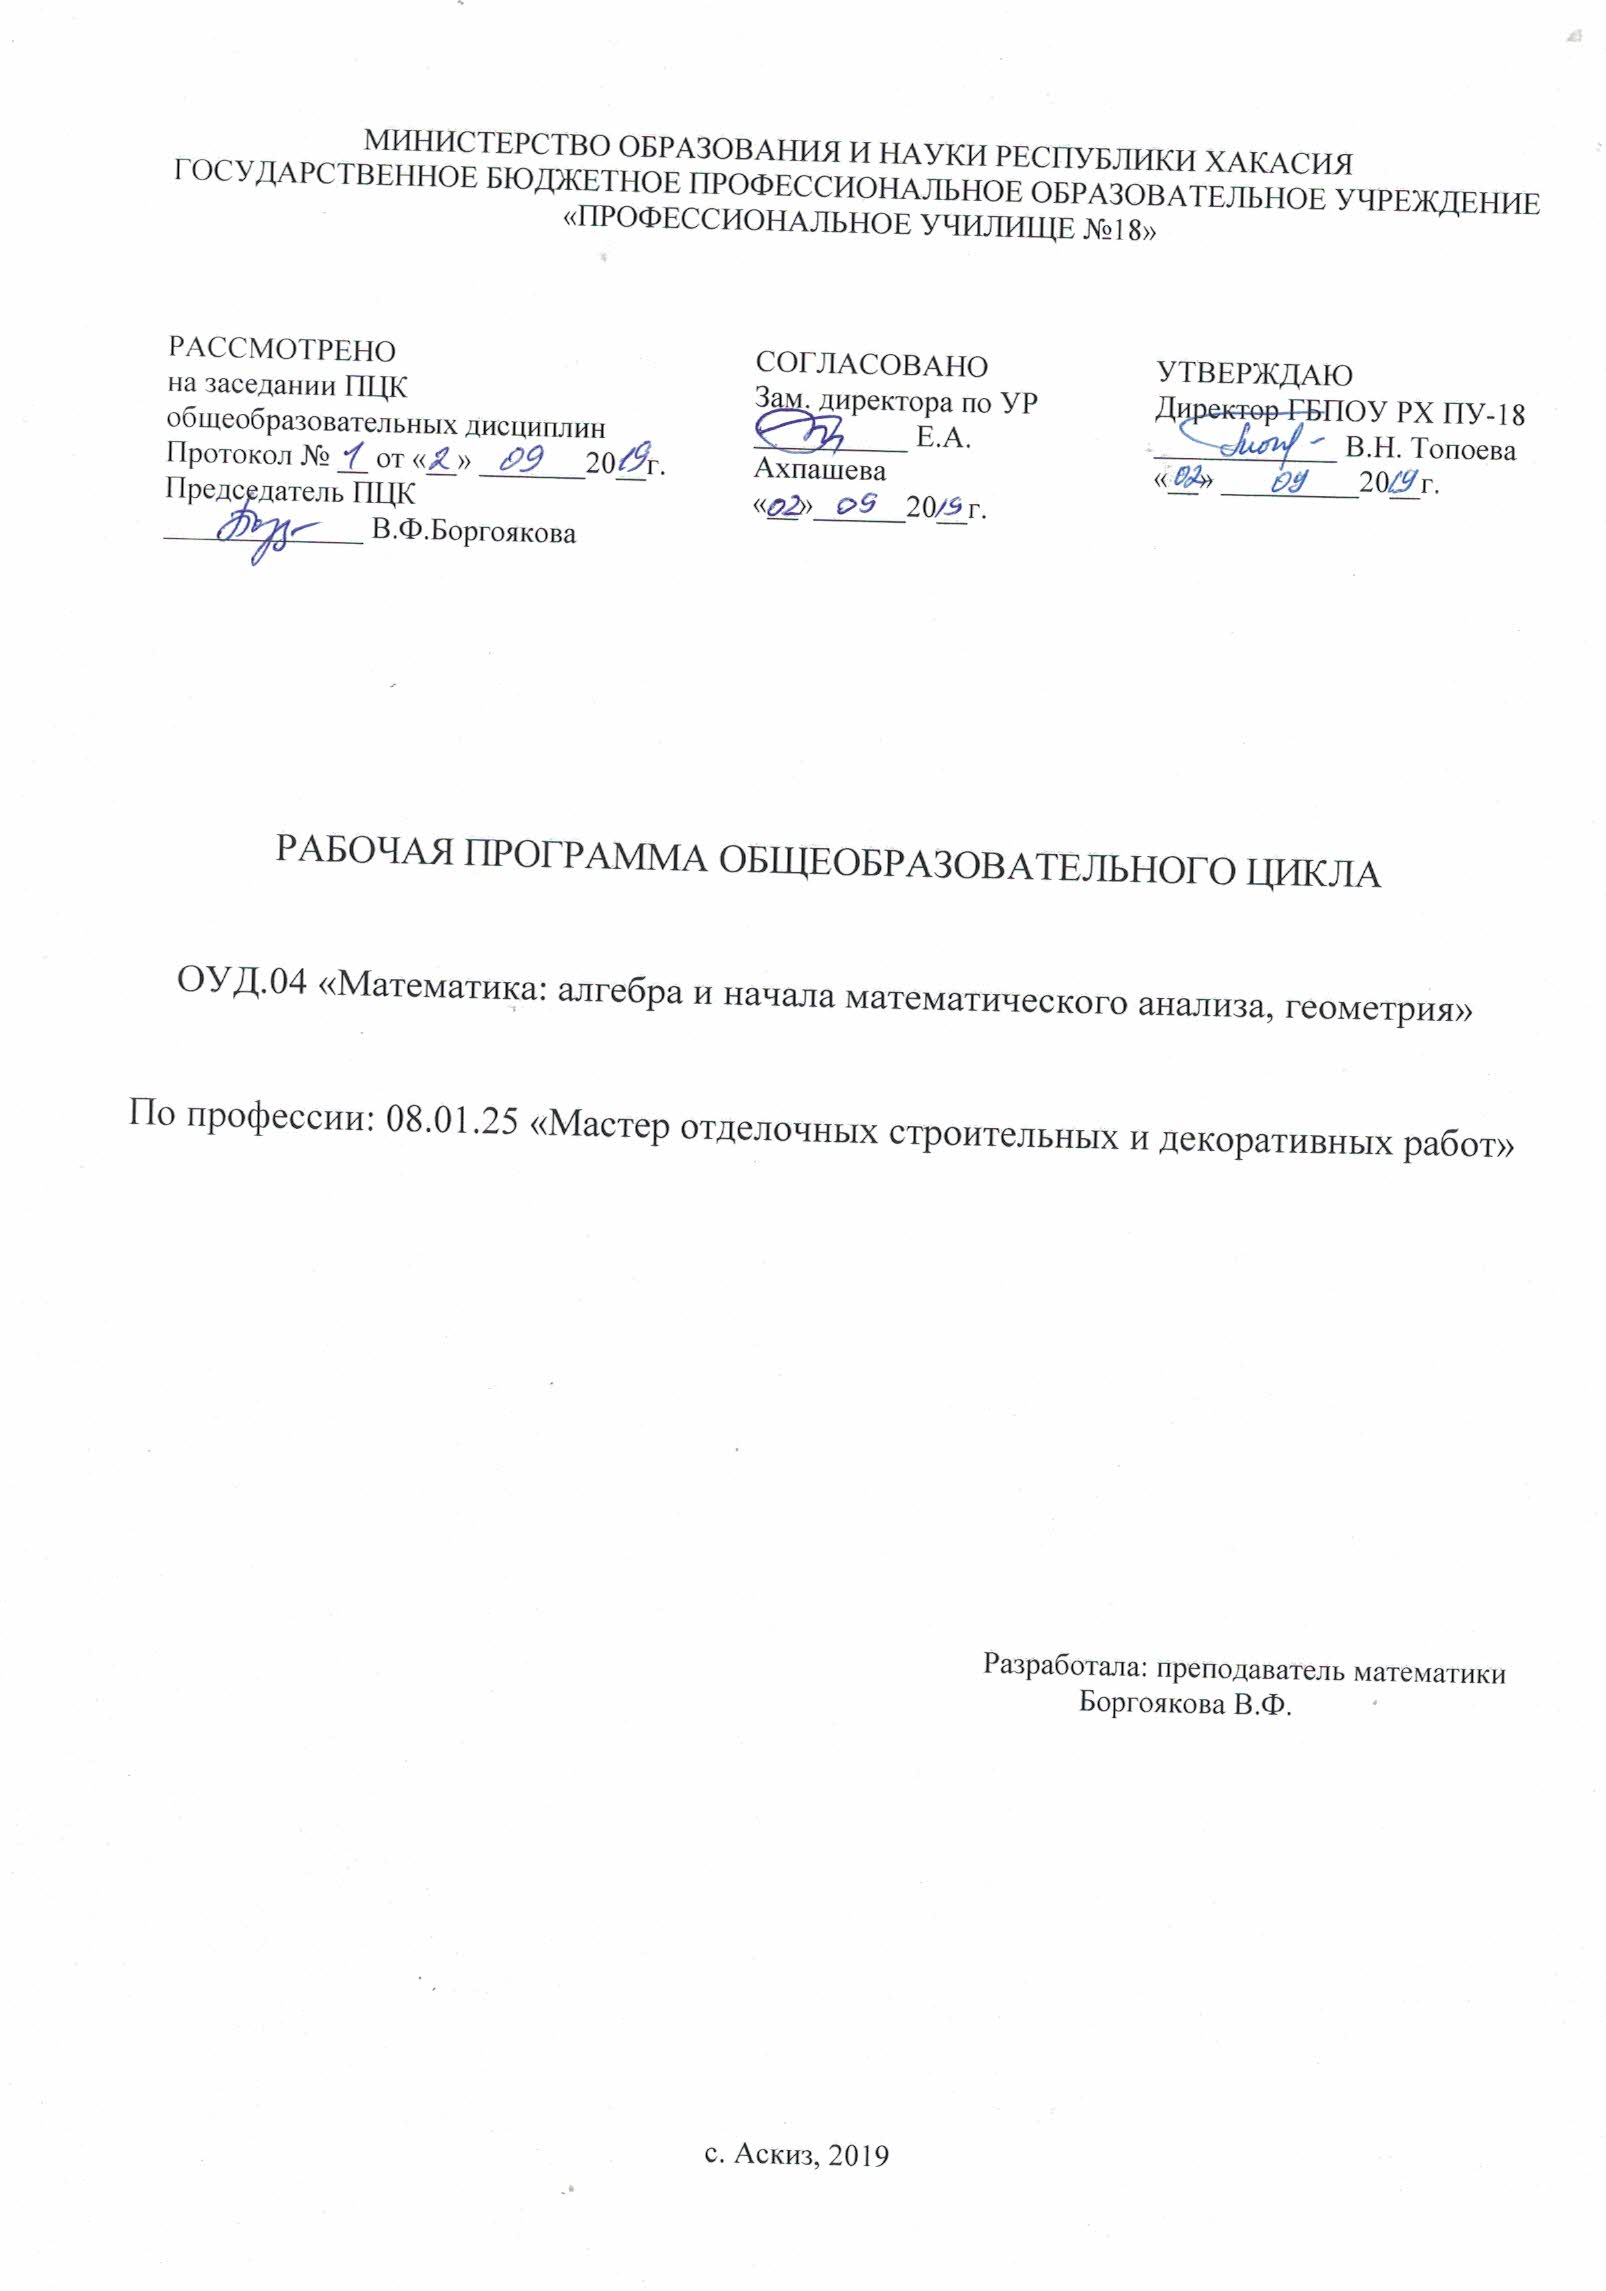 МИНИСТЕРСТВО ОБРАЗОВАНИЯ И НАУКИ РЕСПУБЛИКИ ХАКАСИЯ
ГОСУДАРСТВЕННОЕ БЮДЖЕТНОЕ ПРОФЕССИОНАЛЬНОЕ ОБРАЗОВАТЕЛЬНОЕ УЧРЕЖДЕНИЕ
«ПРОФЕССИОНАЛЬНОЕ УЧИЛИЩЕ №18»
РАССМОТРЕНО
на заседании ПЦК
общеобразовательных дисциплин
Протокол № 1 от «2» 09 2019г.
Председатель ПЦК
В.Ф.Боргоякова
СОГЛАСОВАНО
Зам. директора по УР
Е.А.
Ахпашева
«02» 09 2019г.
УТВЕРЖДАЮ
Директор ГБПОУ РХ ПУ-18
В.Н. Топоева
«02» 09 2019г.
РАБОЧАЯ ПРОГРАММА ОБЩЕОБРАЗОВАТЕЛЬНОГО ЦИКЛА
ОУД.04 «Математика: алгебра и начала математического анализа, геометрия»
По профессии: 08.01.25 «Мастер отделочных строительных и декоративных работ»
Разработала: преподаватель математики
Боргоякова В.Ф.
с. Аскиз, 2019